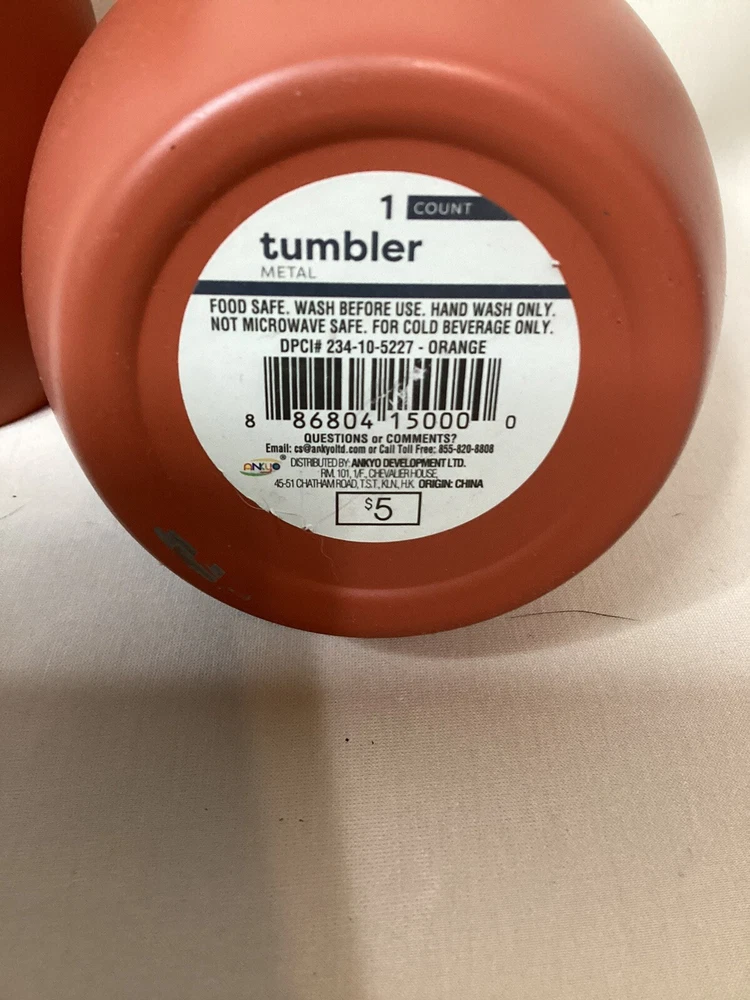 1 COUNT
tumbler
METAL
FOOD SAFE. WASH BEFORE USE. HAND WASH ONLY.
NOT MICROWAVE SAFE. FOR COLD BEVERAGE ONLY.
DPCI# 234-10-5227 - ORANGE
8 86804 15000 0
QUESTIONS or COMMENTS?
Email: cs@ankyoltd.com or Call Toll Free: 855-820-8808
ANKYO® DISTRIBUTED BY: ANKYO DEVELOPMENT LTD.
RM. 101, 1/F., CHEVALIER HOUSE,
45-51 CHATHAM ROAD, T.S.T., KLN., H.K. ORIGIN: CHINA
$5